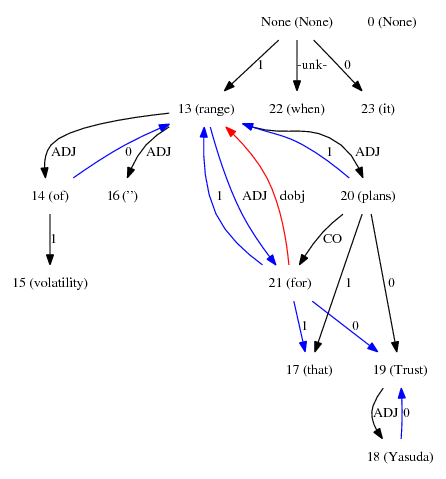 None (None) 0 (None)
1 -unk- 0
13 (range) 22 (when) 23 (it)
ADJ 0 ADJ 1 ADJ dobj 1 ADJ
14 (of) 16 (") 20 (plans)
1 CO
15 (volatility) 21 (for) 1 0
1 0
17 (that) 19 (Trust)
ADJ 0
18 (Yasuda)